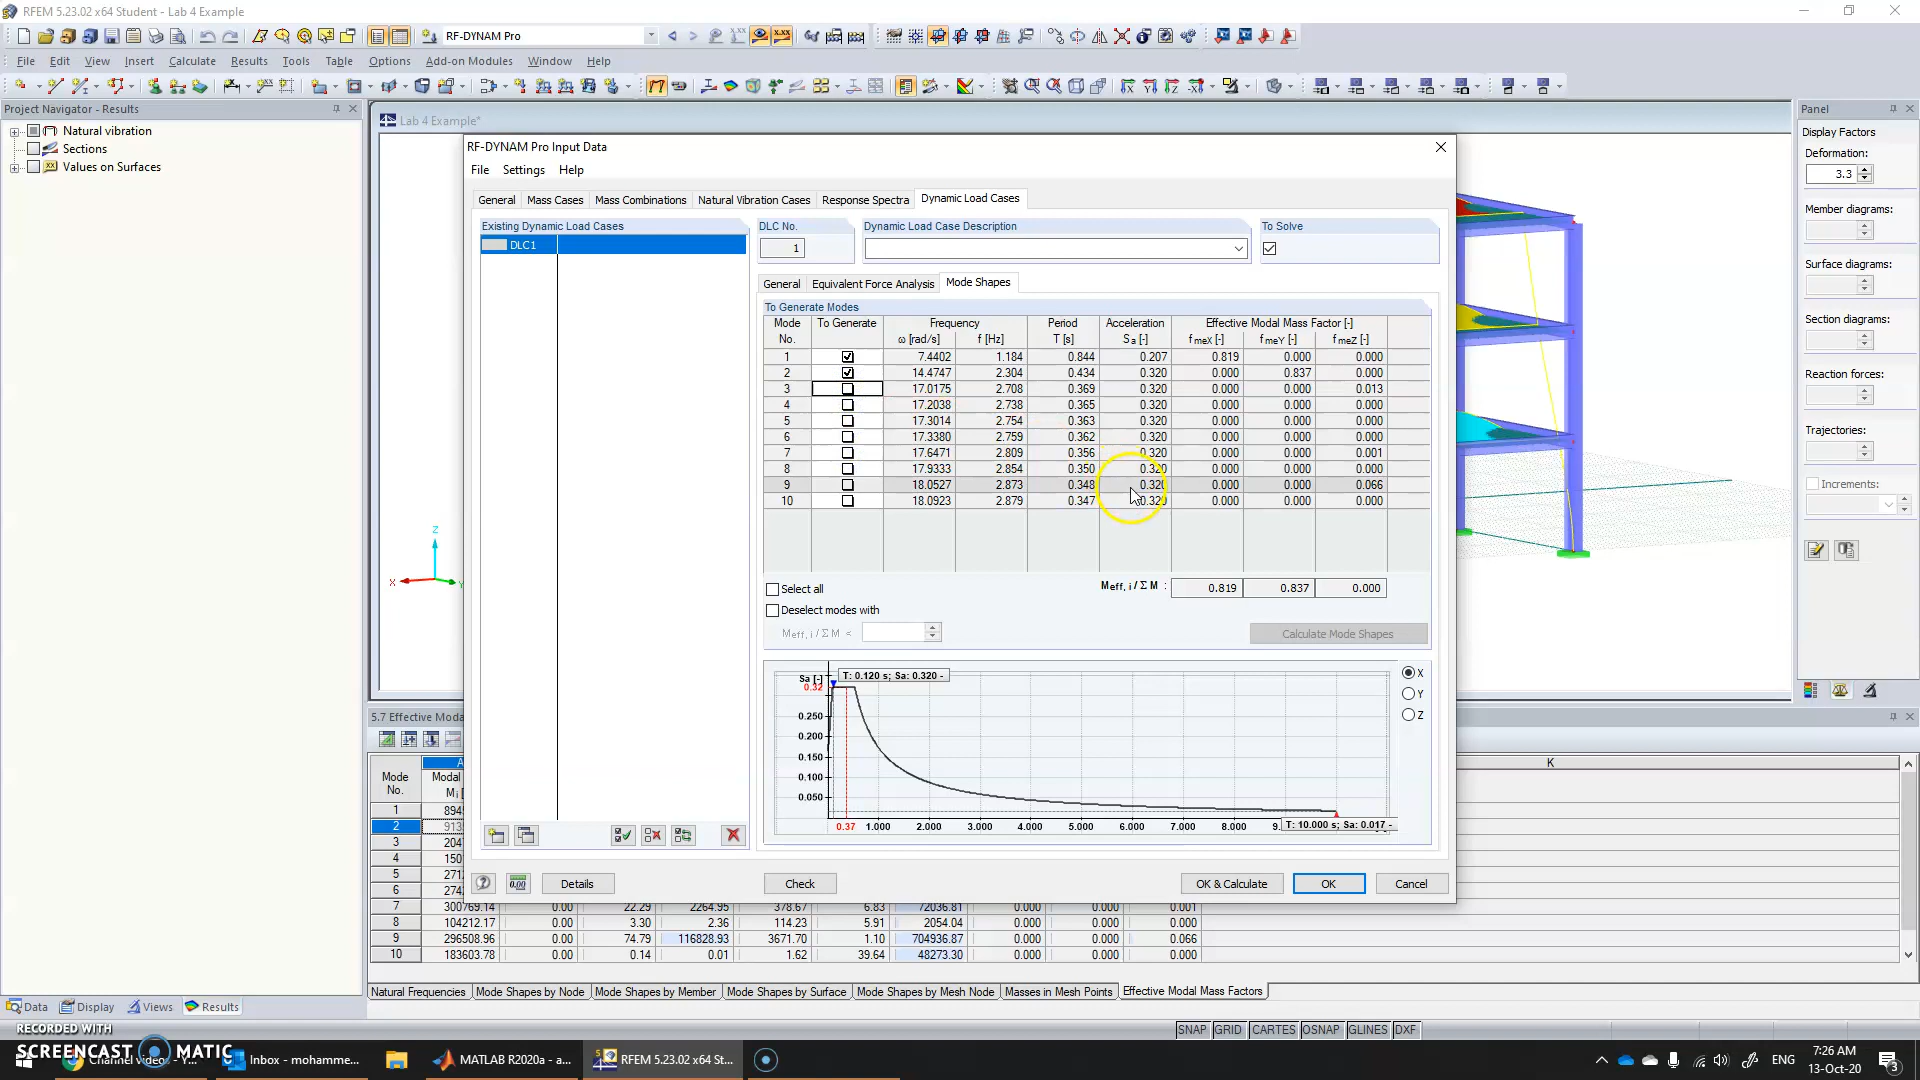 RFEM 5.23.02 x64 Student - Lab 4 Example
RF-DYNAM Pro
File Edit View Insert Calculate Results Tools Table Options Add-on Modules Window Help
Project Navigator - Results
Natural vibration
Sections
Values on Surfaces
Lab 4 Example*
Panel
Display Factors
Deformation:
3.3
Member diagrams:
Surface diagrams:
Section diagrams:
Reaction forces:
Trajectories:
Increments:
RF-DYNAM Pro Input Data
File Settings Help
General Mass Cases Mass Combinations Natural Vibration Cases Response Spectra Dynamic Load Cases
Existing Dynamic Load Cases
DLC1
DLC No.
1
Dynamic Load Case Description
To Solve
General Equivalent Force Analysis Mode Shapes
To Generate Modes
Mode To Generate Frequency Period Acceleration Effective Modal Mass Factor [-]
No. ω [rad/s] f [Hz] T [s] Sa [-] fmeX [-] fmeY [-] fmeZ [-]
1 7.4402 1.184 0.844 0.207 0.819 0.000 0.000
2 14.4747 2.304 0.434 0.320 0.000 0.837 0.000
3 17.0175 2.708 0.369 0.320 0.000 0.000 0.013
4 17.2038 2.738 0.365 0.320 0.000 0.000 0.000
5 17.3014 2.754 0.363 0.320 0.000 0.000 0.000
6 17.3380 2.759 0.362 0.320 0.000 0.000 0.000
7 17.6471 2.809 0.356 0.320 0.000 0.000 0.001
8 17.9333 2.854 0.350 0.320 0.000 0.000 0.000
9 18.0527 2.873 0.348 0.320 0.000 0.000 0.066
10 18.0923 2.879 0.347 0.320 0.000 0.000 0.000
Select all
Meff, i / Σ M : 0.819 0.837 0.000
Deselect modes with
Meff, i / Σ M <
Calculate Mode Shapes
Sa [-]
T: 0.120 s; Sa: 0.320 -
0.32
0.250
0.200
0.150
0.100
0.050
0.37 1.000 2.000 3.000 4.000 5.000 6.000 7.000 8.000 9.
T: 10.000 s; Sa: 0.017 -
X
Y
Z
Details Check OK & Calculate OK Cancel
X Z
5.7 Effective Moda
A K
Mode Modal
No. Mi [
1 894
2 913
3 204
4 150
5 271
6 274
7 300769.14 0.00 22.29 2264.95 378.67 6.83 72036.81 0.000 0.000 0.001
8 104212.17 0.00 3.30 2.36 114.23 5.91 2054.04 0.000 0.000 0.000
9 296508.96 0.00 74.79 116828.93 3671.70 1.10 704936.87 0.000 0.000 0.066
10 183603.78 0.00 0.14 0.01 1.62 39.64 48273.30 0.000 0.000 0.000
Natural Frequencies Mode Shapes by Node Mode Shapes by Member Mode Shapes by Surface Mode Shapes by Mesh Node Masses in Mesh Points Effective Modal Mass Factors
Data Display Views Results
SNAP GRID CARTES OSNAP GLINES DXF
RECORDED WITH
SCREENCAST MATIC
Channel video Inbox - mohamme... MATLAB R2020a - a... RFEM 5.23.02 x64 St...
ENG
7:26 AM
13-Oct-20
3